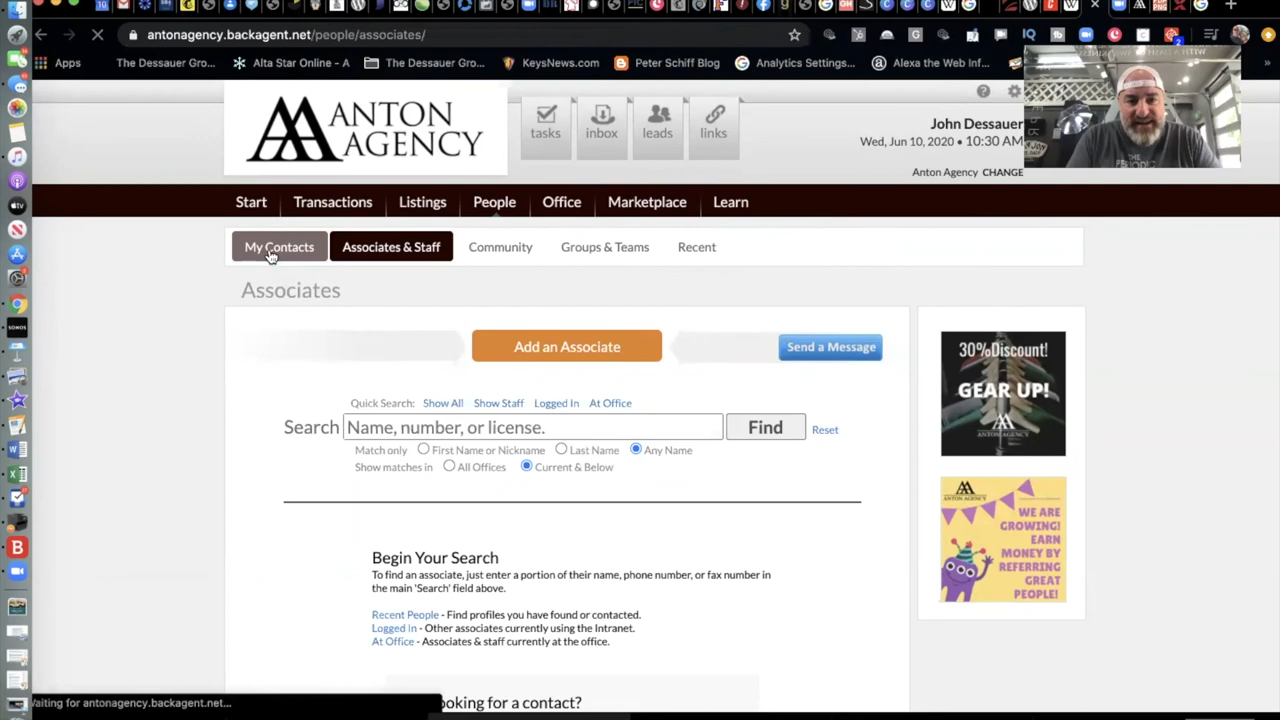 antonagency.backagent.net/people/associates/
Apps
The Dessauer Gro...
Alta Star Online - A
The Dessauer Gro...
KeysNews.com
Peter Schiff Blog
Analytics Settings...
Alexa the Web Inf...
»
ANTON
AGENCY
tasks
inbox
leads
links
John Dessauer
Wed, Jun 10, 2020 • 10:30 AM
Anton Agency CHANGE
Start
Transactions
Listings
People
Office
Marketplace
Learn
My Contacts
Associates & Staff
Community
Groups & Teams
Recent
Associates
Add an Associate
Send a Message
Quick Search: Show All Show Staff Logged In At Office
Search Name, number, or license. Find Reset
Match only First Name or Nickname Last Name Any Name
Show matches in All Offices Current & Below
Begin Your Search
To find an associate, just enter a portion of their name, phone number, or fax number in
the main 'Search' field above.
Recent People - Find profiles you have found or contacted.
Logged In - Other associates currently using the Intranet.
At Office - Associates & staff currently at the office.
ooking for a contact?
30%Discount!
GEAR UP!
ANTON AGENCY
WE ARE
GROWING!
EARN
MONEY BY
REFERRING
GREAT
PEOPLE!
THE
PERIODIC
SONOS
Waiting for antonagency.backagent.net...